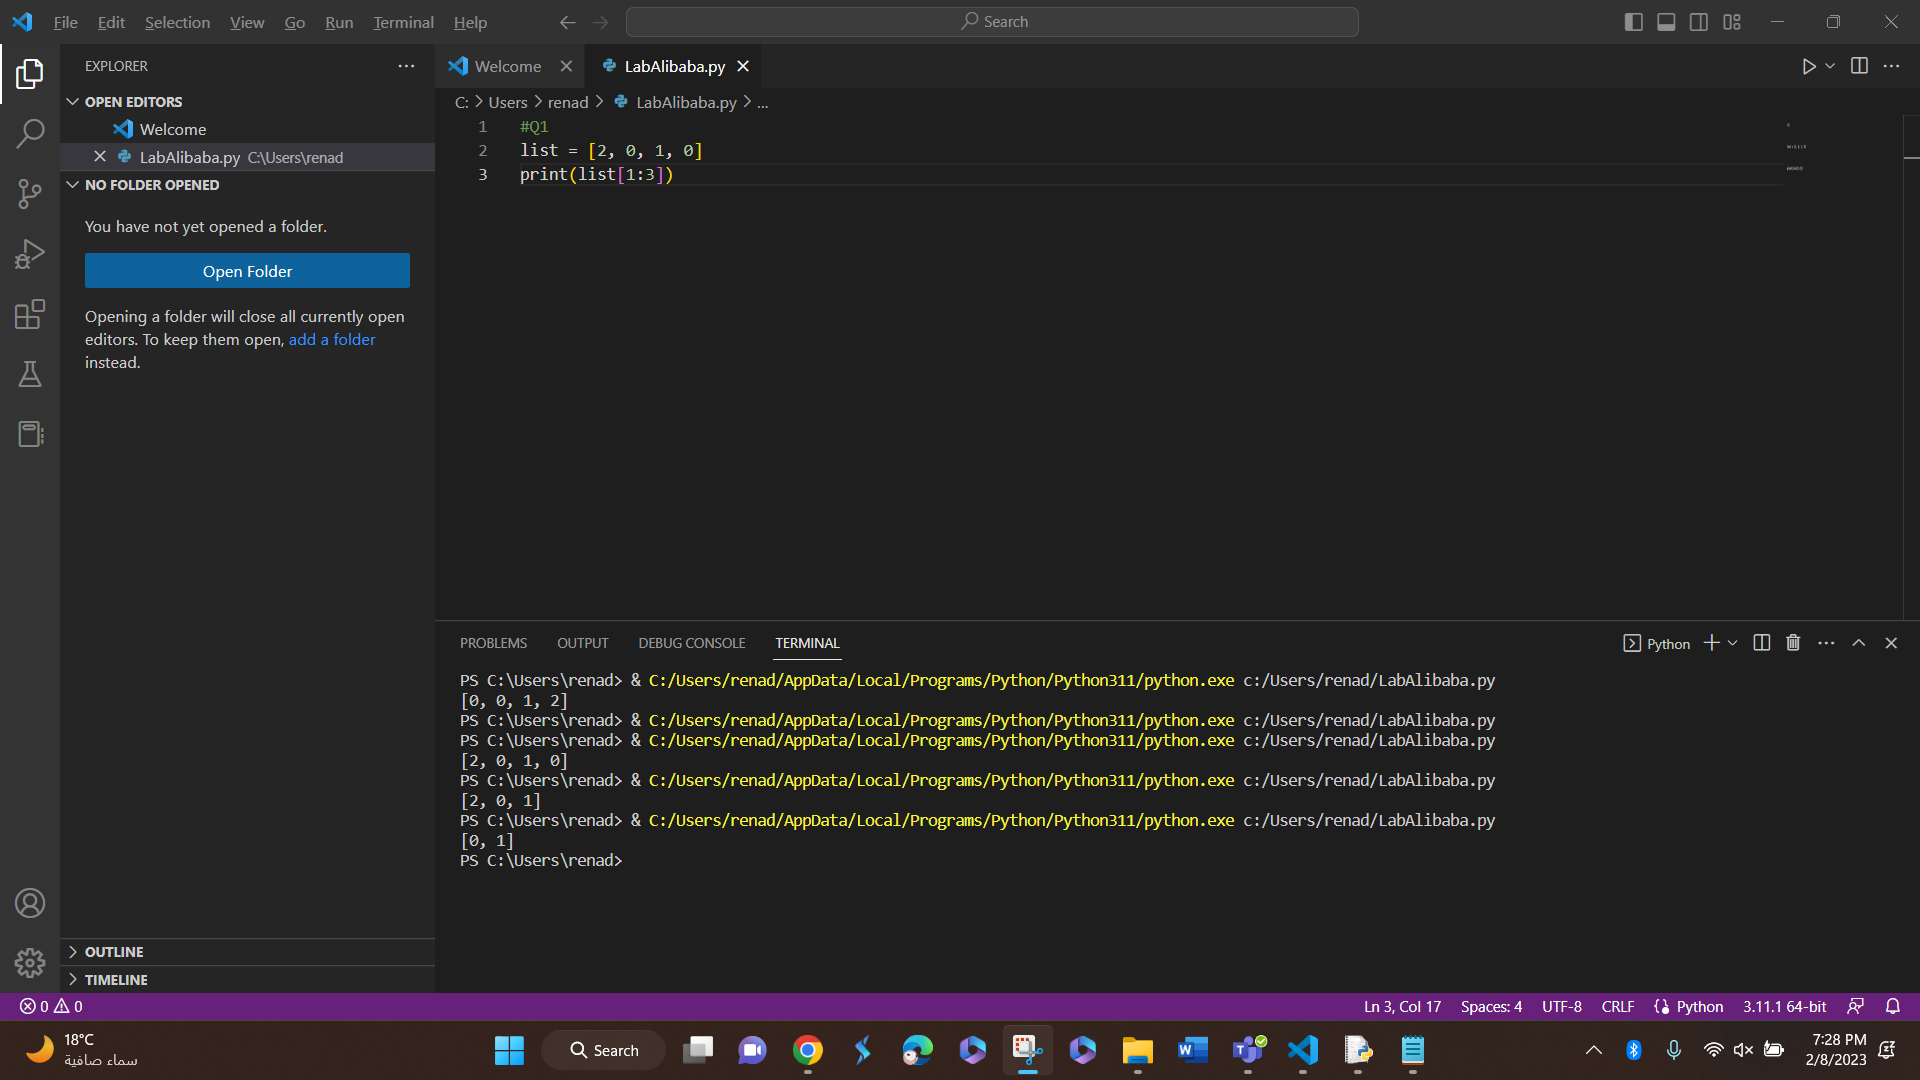 File Edit Selection View Go Run Terminal Help
Search
EXPLORER
OPEN EDITORS
Welcome
LabAlibaba.py C:\Users\renad
NO FOLDER OPENED
You have not yet opened a folder.
Open Folder
Opening a folder will close all currently open
editors. To keep them open, add a folder
instead.
OUTLINE
TIMELINE
Welcome
LabAlibaba.py
C: > Users > renad > LabAlibaba.py > ...
1 #Q1
2 list = [2, 0, 1, 0]
3 print(list[1:3])
PROBLEMS OUTPUT DEBUG CONSOLE TERMINAL
Python
PS C:\Users\renad> & C:/Users/renad/AppData/Local/Programs/Python/Python311/python.exe c:/Users/renad/LabAlibaba.py
[0, 0, 1, 2]
PS C:\Users\renad> & C:/Users/renad/AppData/Local/Programs/Python/Python311/python.exe c:/Users/renad/LabAlibaba.py
PS C:\Users\renad> & C:/Users/renad/AppData/Local/Programs/Python/Python311/python.exe c:/Users/renad/LabAlibaba.py
[2, 0, 1, 0]
PS C:\Users\renad> & C:/Users/renad/AppData/Local/Programs/Python/Python311/python.exe c:/Users/renad/LabAlibaba.py
[2, 0, 1]
PS C:\Users\renad> & C:/Users/renad/AppData/Local/Programs/Python/Python311/python.exe c:/Users/renad/LabAlibaba.py
[0, 1]
PS C:\Users\renad>
0 0
Ln 3, Col 17 Spaces: 4 UTF-8 CRLF Python 3.11.1 64-bit
18°C
سماء صافية
Search
7:28 PM
2/8/2023